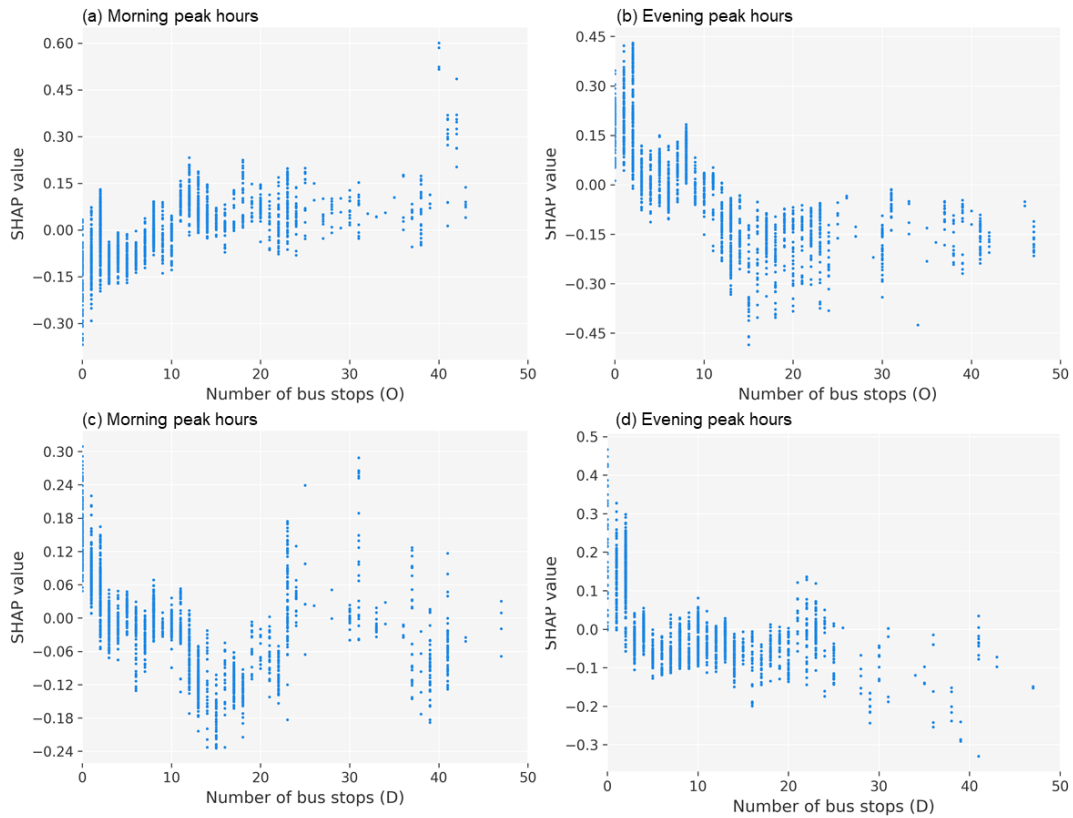 (a) Morning peak hours
0.60
0.45
0.30
0.15
0.00
−0.15
−0.30
SHAP value
0 10 20 30 40 50
Number of bus stops (O)
(b) Evening peak hours
0.45
0.30
0.15
0.00
−0.15
−0.30
−0.45
SHAP value
0 10 20 30 40 50
Number of bus stops (O)
(c) Morning peak hours
0.30
0.24
0.18
0.12
0.06
0.00
−0.06
−0.12
−0.18
−0.24
SHAP value
0 10 20 30 40 50
Number of bus stops (D)
(d) Evening peak hours
0.5
0.4
0.3
0.2
0.1
0.0
−0.1
−0.2
−0.3
SHAP value
0 10 20 30 40 50
Number of bus stops (D)